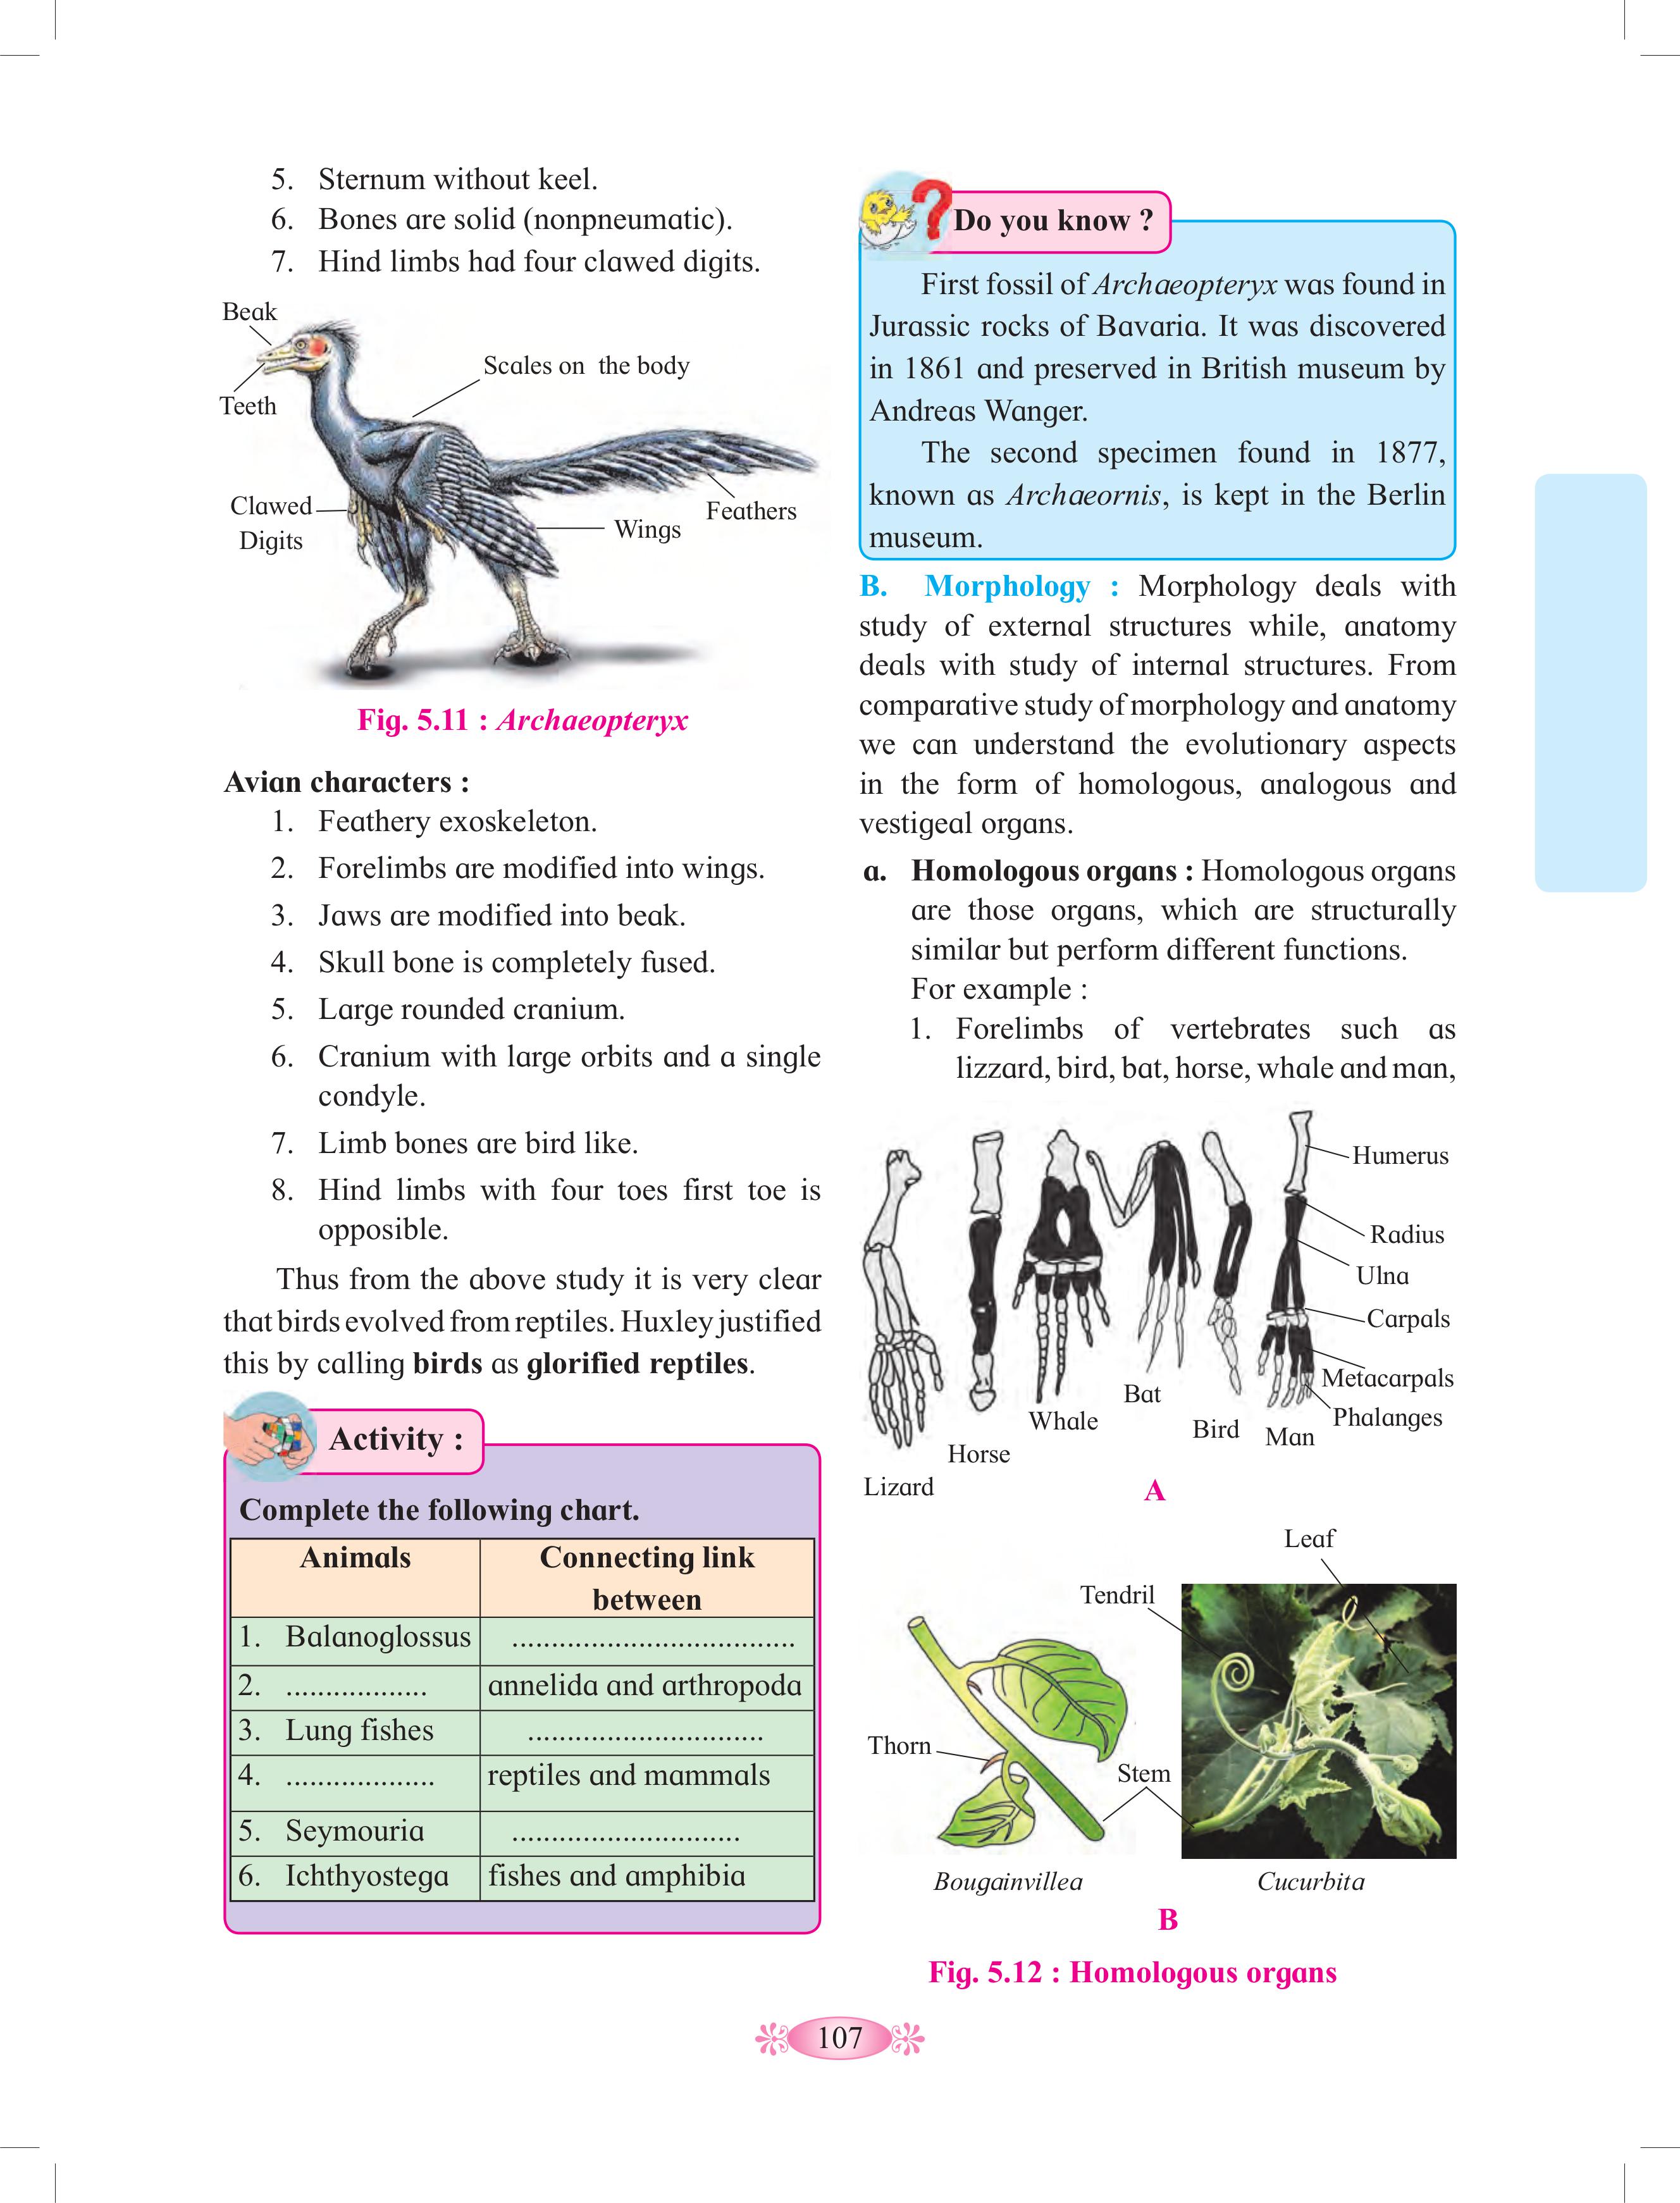 5. Sternum without keel.
6. Bones are solid (nonpneumatic).
7. Hind limbs had four clawed digits.
Beak
Scales on the body
Teeth
Clawed
Digits
Wings
Feathers
Fig. 5.11 : Archaeopteryx
Avian characters :
1. Feathery exoskeleton.
2. Forelimbs are modified into wings.
3. Jaws are modified into beak.
4. Skull bone is completely fused.
5. Large rounded cranium.
6. Cranium with large orbits and a single
condyle.
7. Limb bones are bird like.
8. Hind limbs with four toes first toe is
opposible.
Thus from the above study it is very clear
that birds evolved from reptiles. Huxley justified
this by calling birds as glorified reptiles.
Activity :
Complete the following chart.
Animals
Connecting link
between
1. Balanoglossus ....................................
2. .................. annelida and arthropoda
3. Lung fishes ..............................
4. ................... reptiles and mammals
5. Seymouria .............................
6. Ichthyostega fishes and amphibia
Do you know ?
First fossil of Archaeopteryx was found in
Jurassic rocks of Bavaria. It was discovered
in 1861 and preserved in British museum by
Andreas Wanger.
The second specimen found in 1877,
known as Archaeornis, is kept in the Berlin
museum.
B. Morphology : Morphology deals with
study of external structures while, anatomy
deals with study of internal structures. From
comparative study of morphology and anatomy
we can understand the evolutionary aspects
in the form of homologous, analogous and
vestigeal organs.
a. Homologous organs : Homologous organs
are those organs, which are structurally
similar but perform different functions.
For example :
1. Forelimbs of vertebrates such as
lizzard, bird, bat, horse, whale and man,
Humerus
Radius
Ulna
Carpals
Metacarpals
Phalanges
Bat
Whale
Bird
Man
Horse
Lizard
A
Leaf
Tendril
Thorn
Stem
Bougainvillea
Cucurbita
B
Fig. 5.12 : Homologous organs
107